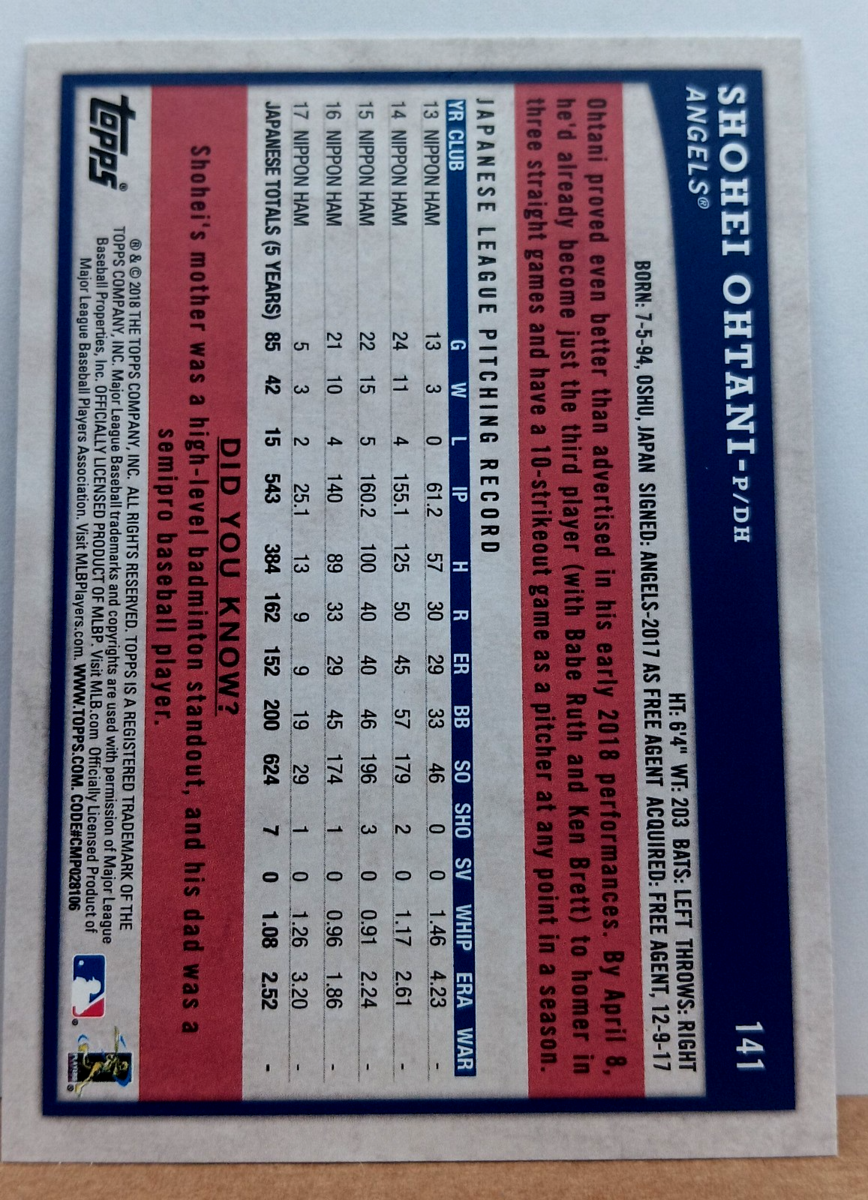 SHOHEI OHTANI-P/DH
141
ANGELS®
HT: 6'4" WT: 203 BATS: LEFT THROWS: RIGHT
BORN: 7-5-94, OSHU, JAPAN SIGNED: ANGELS-2017 AS FREE AGENT ACQUIRED: FREE AGENT, 12-9-17
Ohtani proved even better than advertised in his early 2018 performances. By April 8,
he'd already become just the third player (with Babe Ruth and Ken Brett) to homer in
three straight games and have a 10-strikeout game as a pitcher at any point in a season.
JAPANESE LEAGUE PITCHING RECORD
YR CLUB G W L IP H R ER BB SO SHO SV WHIP ERA WAR
13 NIPPON HAM 13 3 0 61.2 57 30 29 33 46 0 0 1.46 4.23 -
14 NIPPON HAM 24 11 4 155.1 125 50 45 57 179 2 0 1.17 2.61 -
15 NIPPON HAM 22 15 5 160.2 100 40 40 46 196 3 0 0.91 2.24 -
16 NIPPON HAM 21 10 4 140 89 33 29 45 174 1 0 0.96 1.86 -
17 NIPPON HAM 5 3 2 25.1 13 9 9 19 29 1 0 1.26 3.20 -
JAPANESE TOTALS (5 YEARS) 85 42 15 543 384 162 152 200 624 7 0 1.08 2.52 -
DID YOU KNOW?
Shohei's mother was a high-level badminton standout, and his dad was a
semipro baseball player.
topps®
® & © 2018 THE TOPPS COMPANY, INC. ALL RIGHTS RESERVED. TOPPS IS A REGISTERED TRADEMARK OF THE
TOPPS COMPANY, INC. Major League Baseball trademarks and copyrights are used with permission of Major League
Baseball Properties, Inc. OFFICIALLY LICENSED PRODUCT OF MLBP. Visit MLB.com Officially Licensed Product of
Major League Baseball Players Association. Visit MLBPlayers.com. WWW.TOPPS.COM. CODE#CMP028106